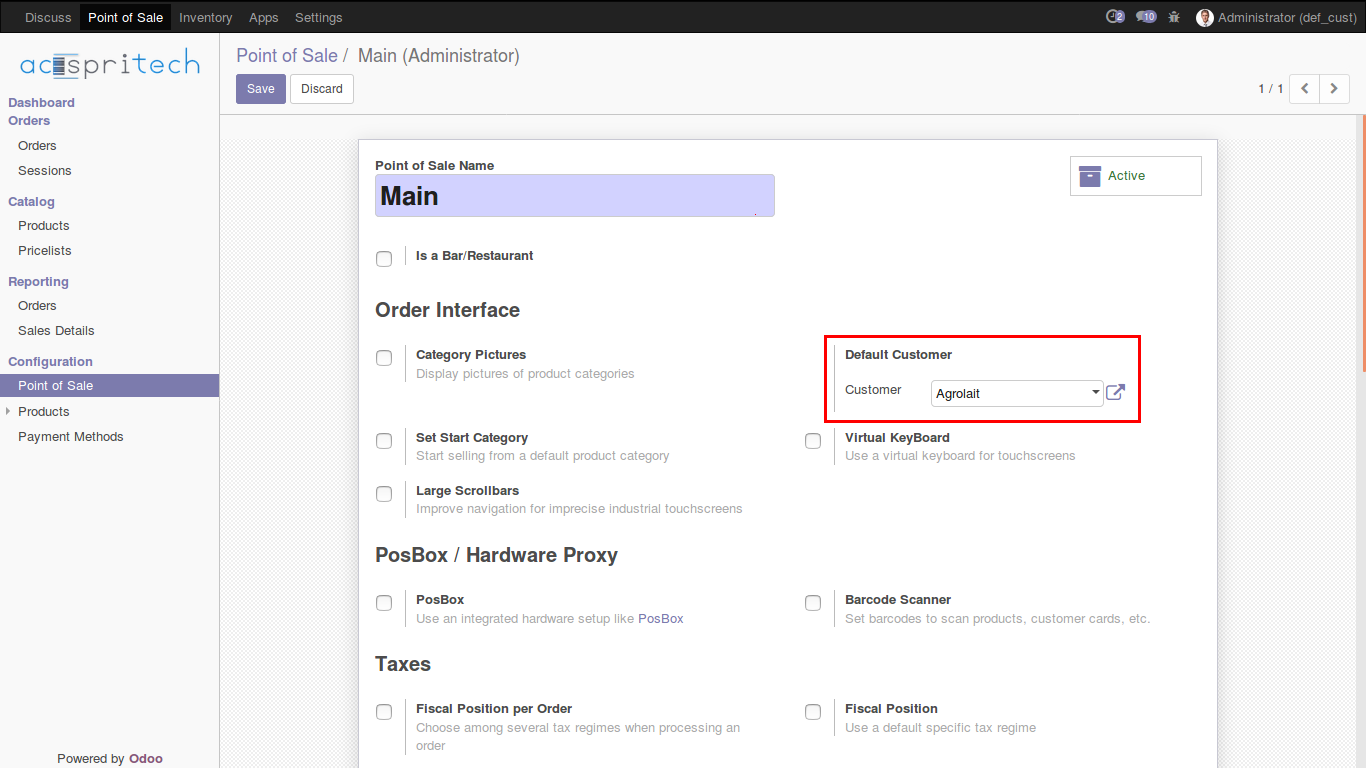 Discuss Point of Sale Inventory Apps Settings 2 10 Administrator (def_cust)
acespritech
Dashboard
Orders
Orders
Sessions
Catalog
Products
Pricelists
Reporting
Orders
Sales Details
Configuration
Point of Sale
Products
Payment Methods
Powered by Odoo
Point of Sale / Main (Administrator)
Save Discard 1 / 1
Point of Sale Name
Main
Active
Is a Bar/Restaurant
Order Interface
Category Pictures
Display pictures of product categories
Default Customer
Customer Agrolait
Set Start Category
Start selling from a default product category
Virtual KeyBoard
Use a virtual keyboard for touchscreens
Large Scrollbars
Improve navigation for imprecise industrial touchscreens
PosBox / Hardware Proxy
PosBox
Use an integrated hardware setup like PosBox
Barcode Scanner
Set barcodes to scan products, customer cards, etc.
Taxes
Fiscal Position per Order
Choose among several tax regimes when processing an
order
Fiscal Position
Use a default specific tax regime